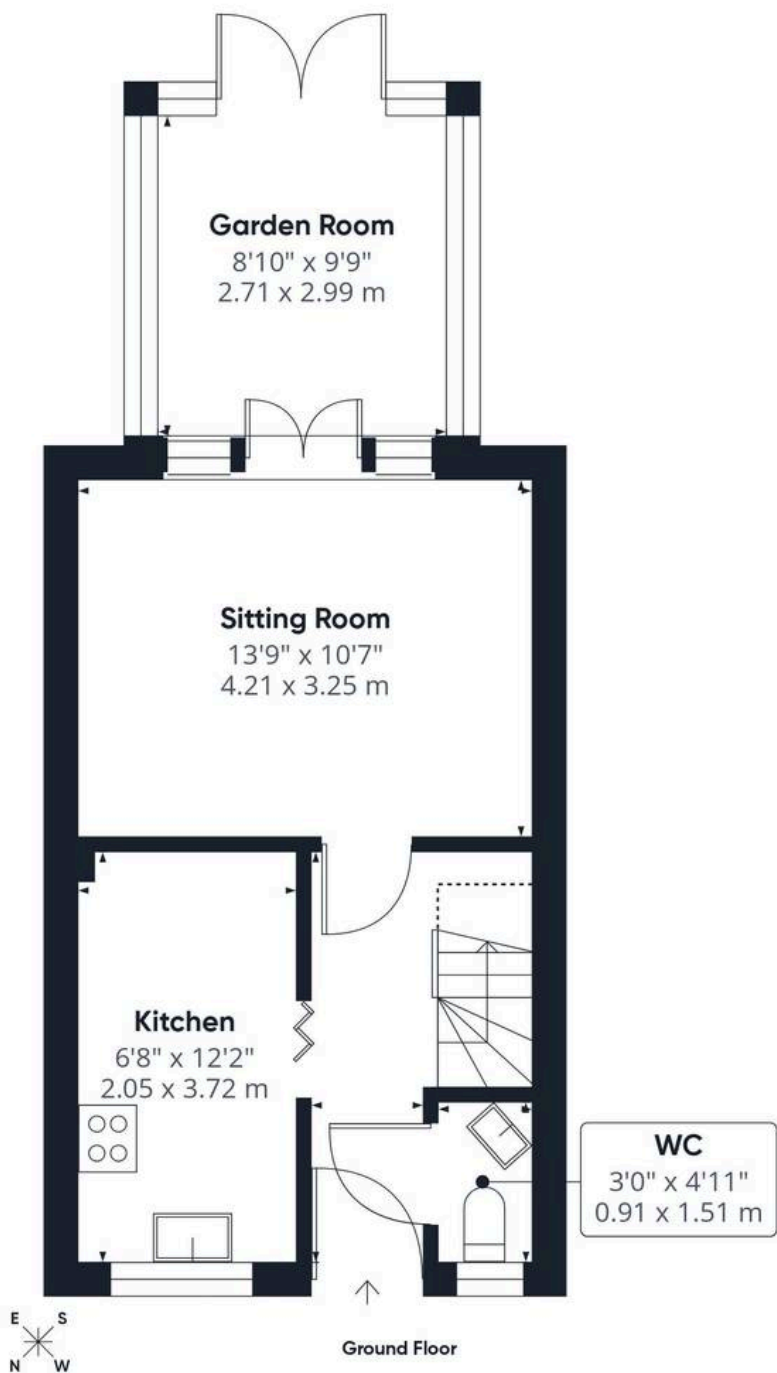 Garden Room
8'10" x 9'9"
2.71 x 2.99 m
Sitting Room
13'9" x 10'7"
4.21 x 3.25 m
Kitchen
6'8" x 12'2"
2.05 x 3.72 m
WC
3'0" x 4'11"
0.91 x 1.51 m
E S
N W
Ground Floor